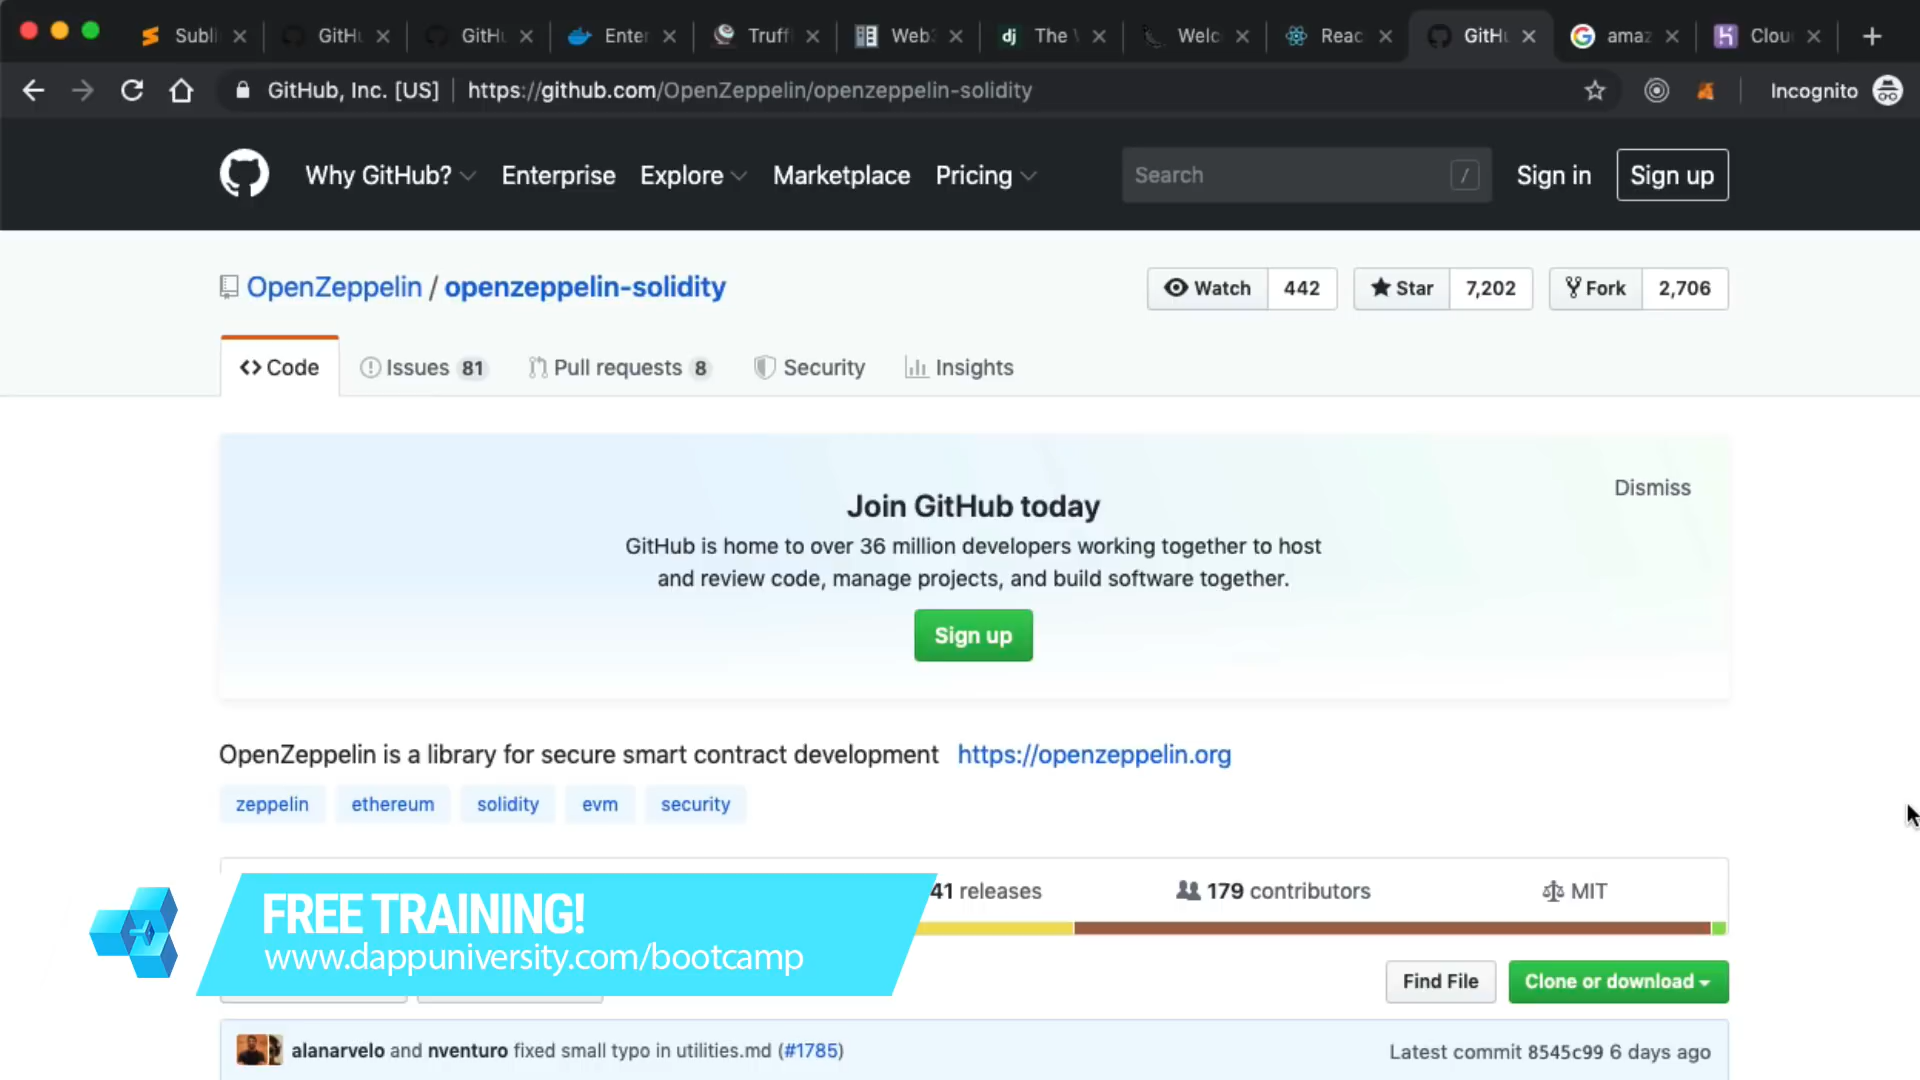 Subli
GitHu
GitHu
Enter
Truffl
Web3
The W
Welc
Reac
GitHu
amaz
Clou
GitHub, Inc. [US] | https://github.com/OpenZeppelin/openzeppelin-solidity
Incognito
Why GitHub? Enterprise Explore Marketplace Pricing
Search /
Sign in
Sign up
OpenZeppelin / openzeppelin-solidity
Watch 442
Star 7,202
Fork 2,706
Code
Issues 81
Pull requests 8
Security
Insights
Dismiss
Join GitHub today
GitHub is home to over 36 million developers working together to host
and review code, manage projects, and build software together.
Sign up
OpenZeppelin is a library for secure smart contract development https://openzeppelin.org
zeppelin ethereum solidity evm security
41 releases
179 contributors
MIT
FREE TRAINING!
www.dappuniversity.com/bootcamp
Find File
Clone or download
alanarvelo and nventuro fixed small typo in utilities.md (#1785)
Latest commit 8545c99 6 days ago